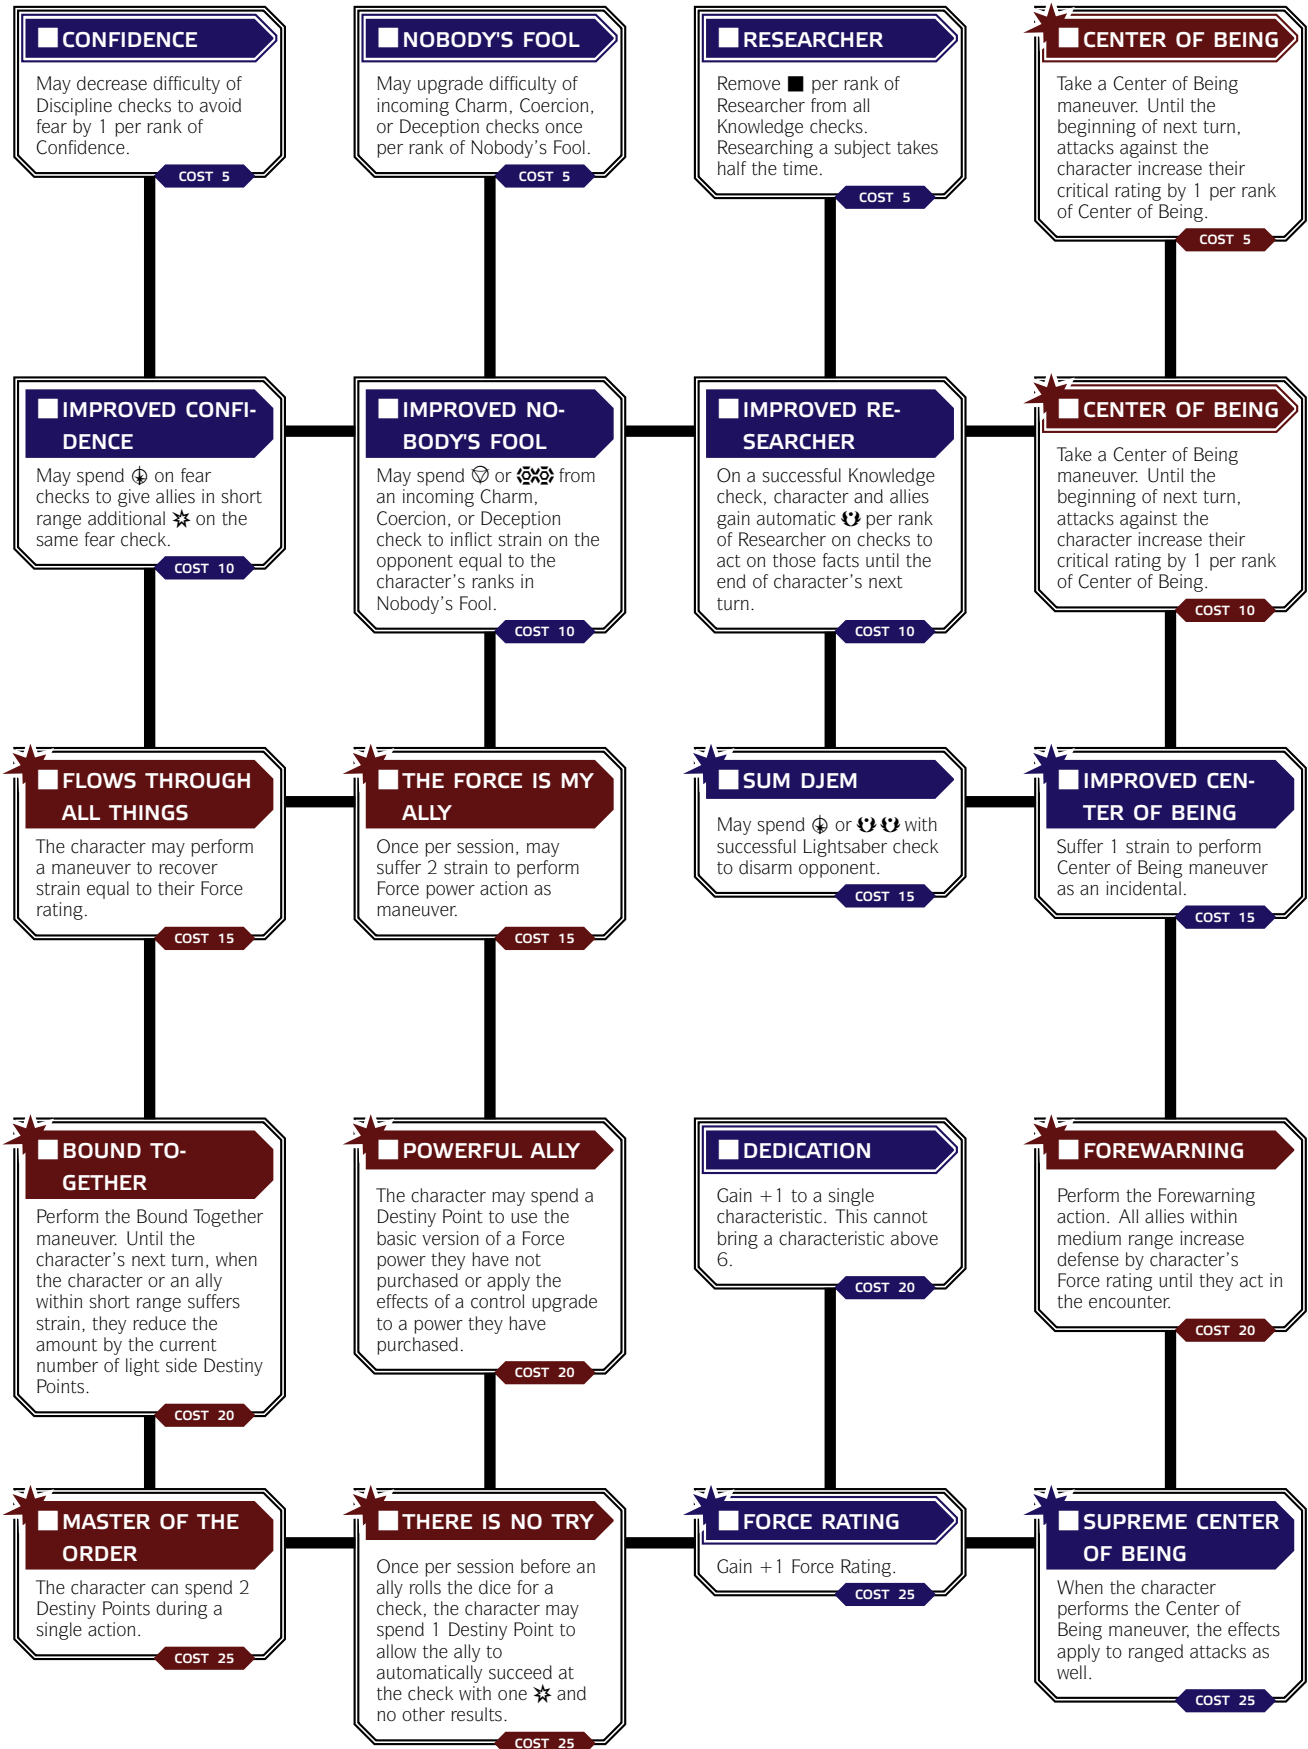 CONFIDENCE
May decrease difficulty of
Discipline checks to avoid
fear by 1 per rank of
Confidence.
COST 5
NOBODY'S FOOL
May upgrade difficulty of
incoming Charm, Coercion,
or Deception checks once
per rank of Nobody's Fool.
COST 5
RESEARCHER
Remove ■ per rank of
Researcher from all
Knowledge checks.
Researching a subject takes
half the time.
COST 5
CENTER OF BEING
Take a Center of Being
maneuver. Until the
beginning of next turn,
attacks against the
character increase their
critical rating by 1 per rank
of Center of Being.
COST 5
IMPROVED CONFI-
DENCE
May spend on fear
checks to give allies in short
range additional on the
same fear check.
COST 10
IMPROVED NO-
BODY'S FOOL
May spend or from
an incoming Charm,
Coercion, or Deception
check to inflict strain on the
opponent equal to the
character's ranks in
Nobody's Fool.
COST 10
IMPROVED RE-
SEARCHER
On a successful Knowledge
check, character and allies
gain automatic per rank
of Researcher on checks to
act on those facts until the
end of character's next
turn.
COST 10
CENTER OF BEING
Take a Center of Being
maneuver. Until the
beginning of next turn,
attacks against the
character increase their
critical rating by 1 per rank
of Center of Being.
COST 10
FLOWS THROUGH
ALL THINGS
The character may perform
a maneuver to recover
strain equal to their Force
rating.
COST 15
THE FORCE IS MY
ALLY
Once per session, may
suffer 2 strain to perform
Force power action as
maneuver.
COST 15
SUM DJEM
May spend or with
successful Lightsaber check
to disarm opponent.
COST 15
IMPROVED CEN-
TER OF BEING
Suffer 1 strain to perform
Center of Being maneuver
as an incidental.
COST 15
BOUND TO-
GETHER
Perform the Bound Together
maneuver. Until the
character's next turn, when
the character or an ally
within short range suffers
strain, they reduce the
amount by the current
number of light side Destiny
Points.
COST 20
POWERFUL ALLY
The character may spend a
Destiny Point to use the
basic version of a Force
power they have not
purchased or apply the
effects of a control upgrade
to a power they have
purchased.
COST 20
DEDICATION
Gain +1 to a single
characteristic. This cannot
bring a characteristic above
6.
COST 20
FOREWARNING
Perform the Forewarning
action. All allies within
medium range increase
defense by character's
Force rating until they act in
the encounter.
COST 20
MASTER OF THE
ORDER
The character can spend 2
Destiny Points during a
single action.
COST 25
THERE IS NO TRY
Once per session before an
ally rolls the dice for a
check, the character may
spend 1 Destiny Point to
allow the ally to
automatically succeed at
the check with one and
no other results.
COST 25
FORCE RATING
Gain +1 Force Rating.
COST 25
SUPREME CENTER
OF BEING
When the character
performs the Center of
Being maneuver, the effects
apply to ranged attacks as
well.
COST 25